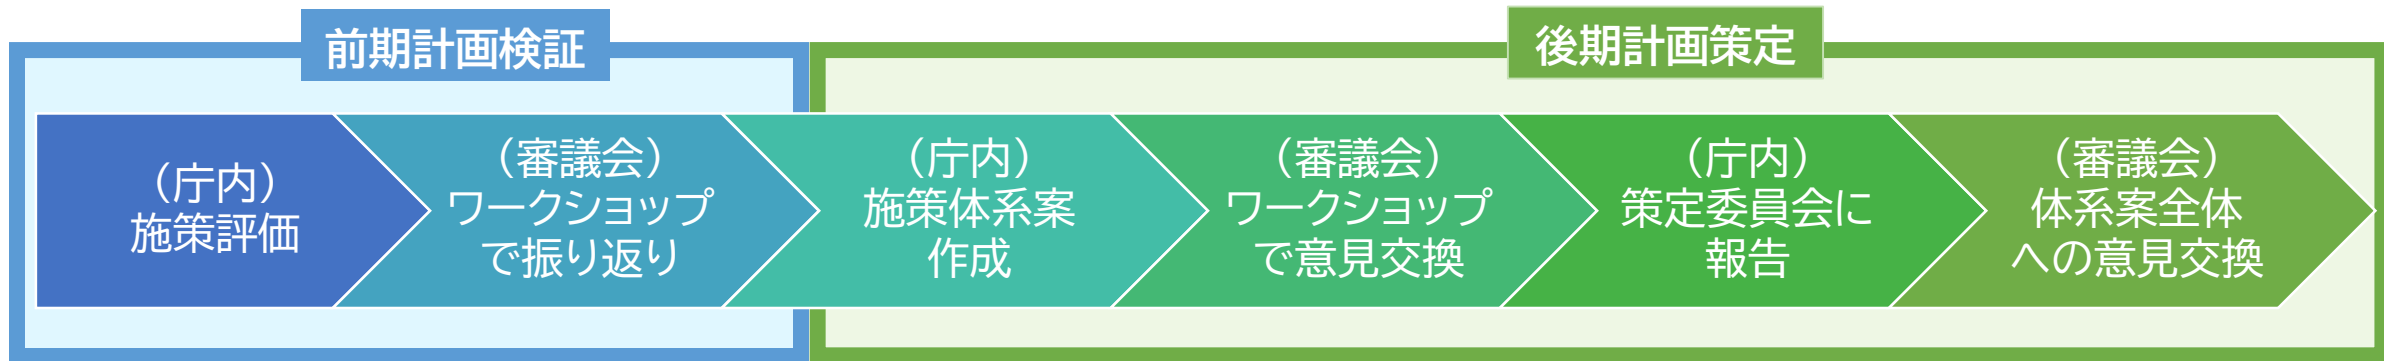 前期計画検証
後期計画策定
（庁内）
施策評価
（審議会）
ワークショップ
で振り返り
（庁内）
施策体系案
作成
（審議会）
ワークショップ
で意見交換
（庁内）
策定委員会に
報告
（審議会）
体系案全体
への意見交換